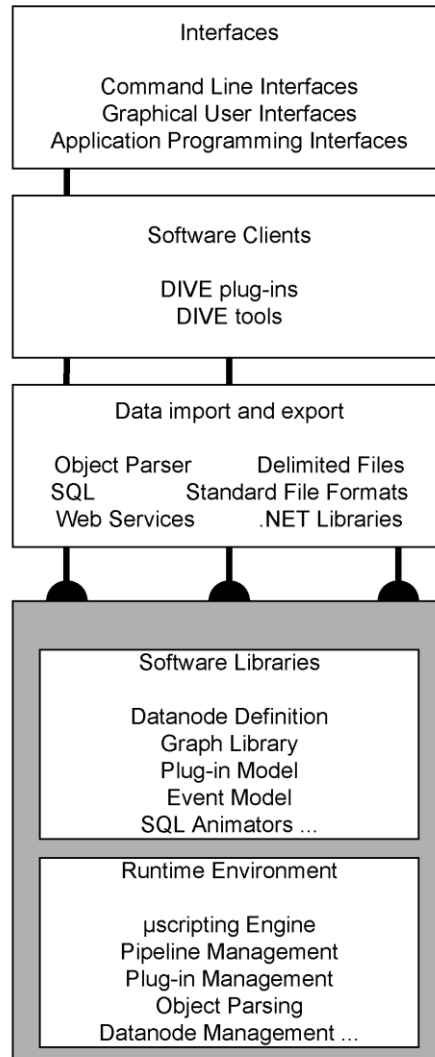 Interfaces
Command Line Interfaces
Graphical User Interfaces
Application Programming Interfaces
Software Clients
DIVE plug-ins
DIVE tools
Data import and export
Object Parser Delimited Files
SQL Standard File Formats
Web Services .NET Libraries
Software Libraries
Datanode Definition
Graph Library
Plug-in Model
Event Model
SQL Animators ...
Runtime Environment
µscripting Engine
Pipeline Management
Plug-in Management
Object Parsing
Datanode Management ...